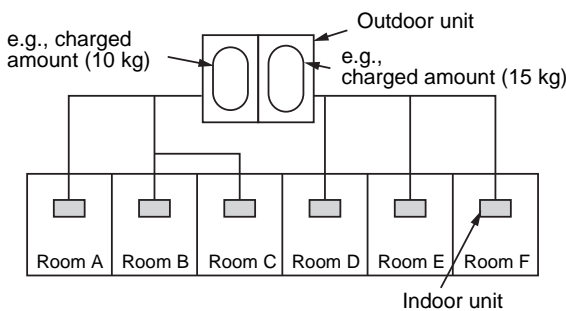 Outdoor unit
e.g., charged
amount (10 kg)
e.g.,
charged amount (15 kg)
Room A
Room B
Room C
Room D
Room E
Room F
Indoor unit